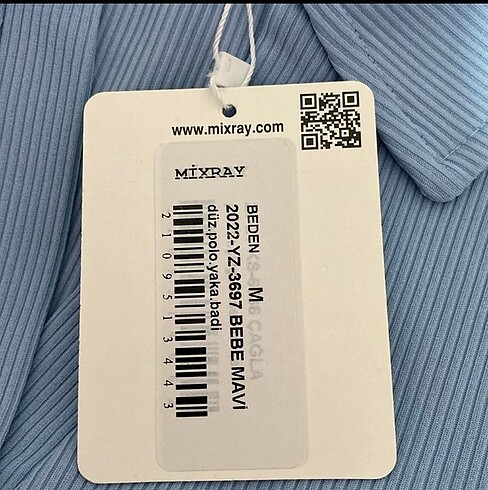 www.mixray.com
MİXRAY
BEDEN M
2022-YZ-3697 BEBE MAVİ
düz.polo.yaka.badi
2109513443